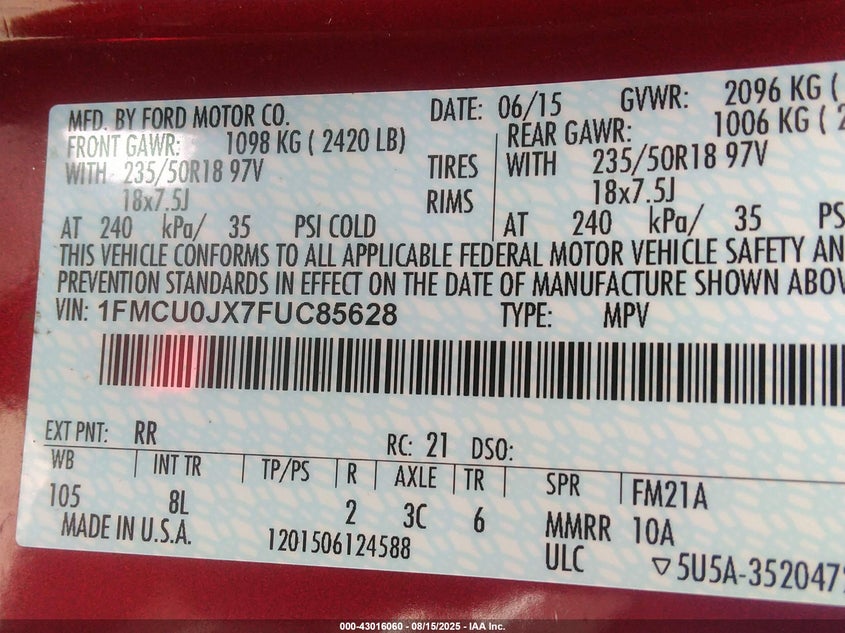 MFD. BY FORD MOTOR CO. DATE: 06/15 GVWR: 2096 KG (
FRONT GAWR: 1098 KG ( 2420 LB) REAR GAWR: 1006 KG ( 2
WITH 235/50R18 97V TIRES WITH 235/50R18 97V
18x7.5J RIMS 18x7.5J
AT 240 kPa/ 35 PSI COLD AT 240 kPa/ 35 PS
THIS VEHICLE CONFORMS TO ALL APPLICABLE FEDERAL MOTOR VEHICLE SAFETY AN
PREVENTION STANDARDS IN EFFECT ON THE DATE OF MANUFACTURE SHOWN ABOV
VIN: 1FMCU0JX7FUC85628 TYPE: MPV
EXT PNT: RR RC: 21 DSO:
WB INT TR TP/PS R AXLE TR SPR FM21A
105 8L 2 3C 6 MMRR 10A
MADE IN U.S.A. 1201506124588 ULC ▽5U5A-3520472
000-43016060 - 08/15/2025 - IAA Inc.